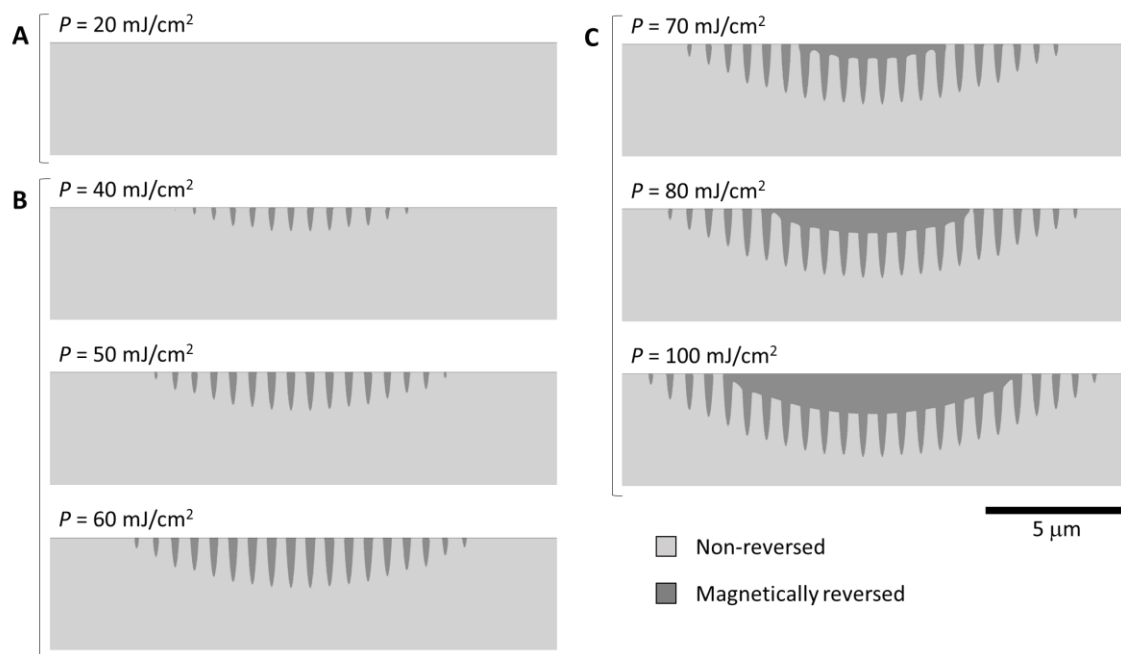 A
P = 20 mJ/cm²
B
P = 40 mJ/cm²
P = 50 mJ/cm²
P = 60 mJ/cm²
C
P = 70 mJ/cm²
P = 80 mJ/cm²
P = 100 mJ/cm²
5 μm
Non-reversed
Magnetically reversed